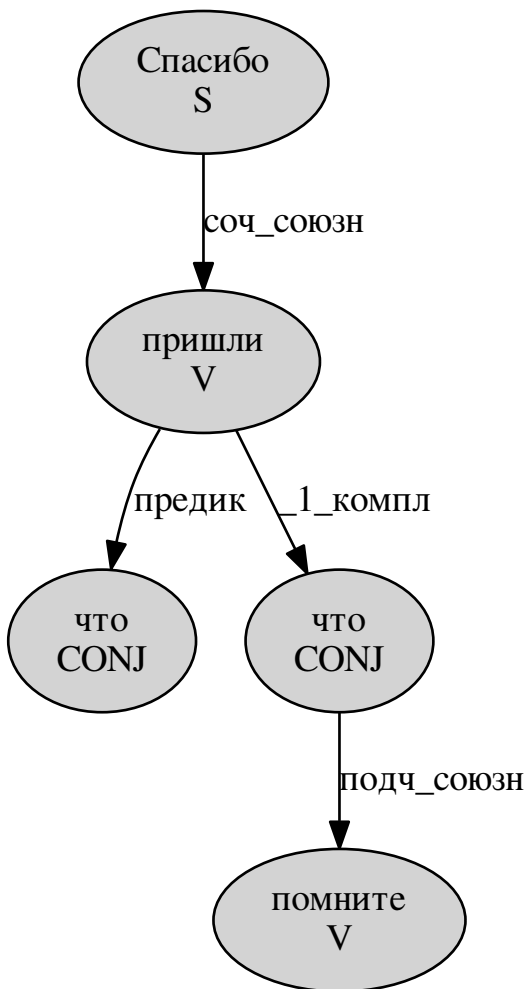 Спасибо
S
соч_союзн
пришли
V
предик
_1_компл
что
CONJ
что
CONJ
подч_союзн
помните
V